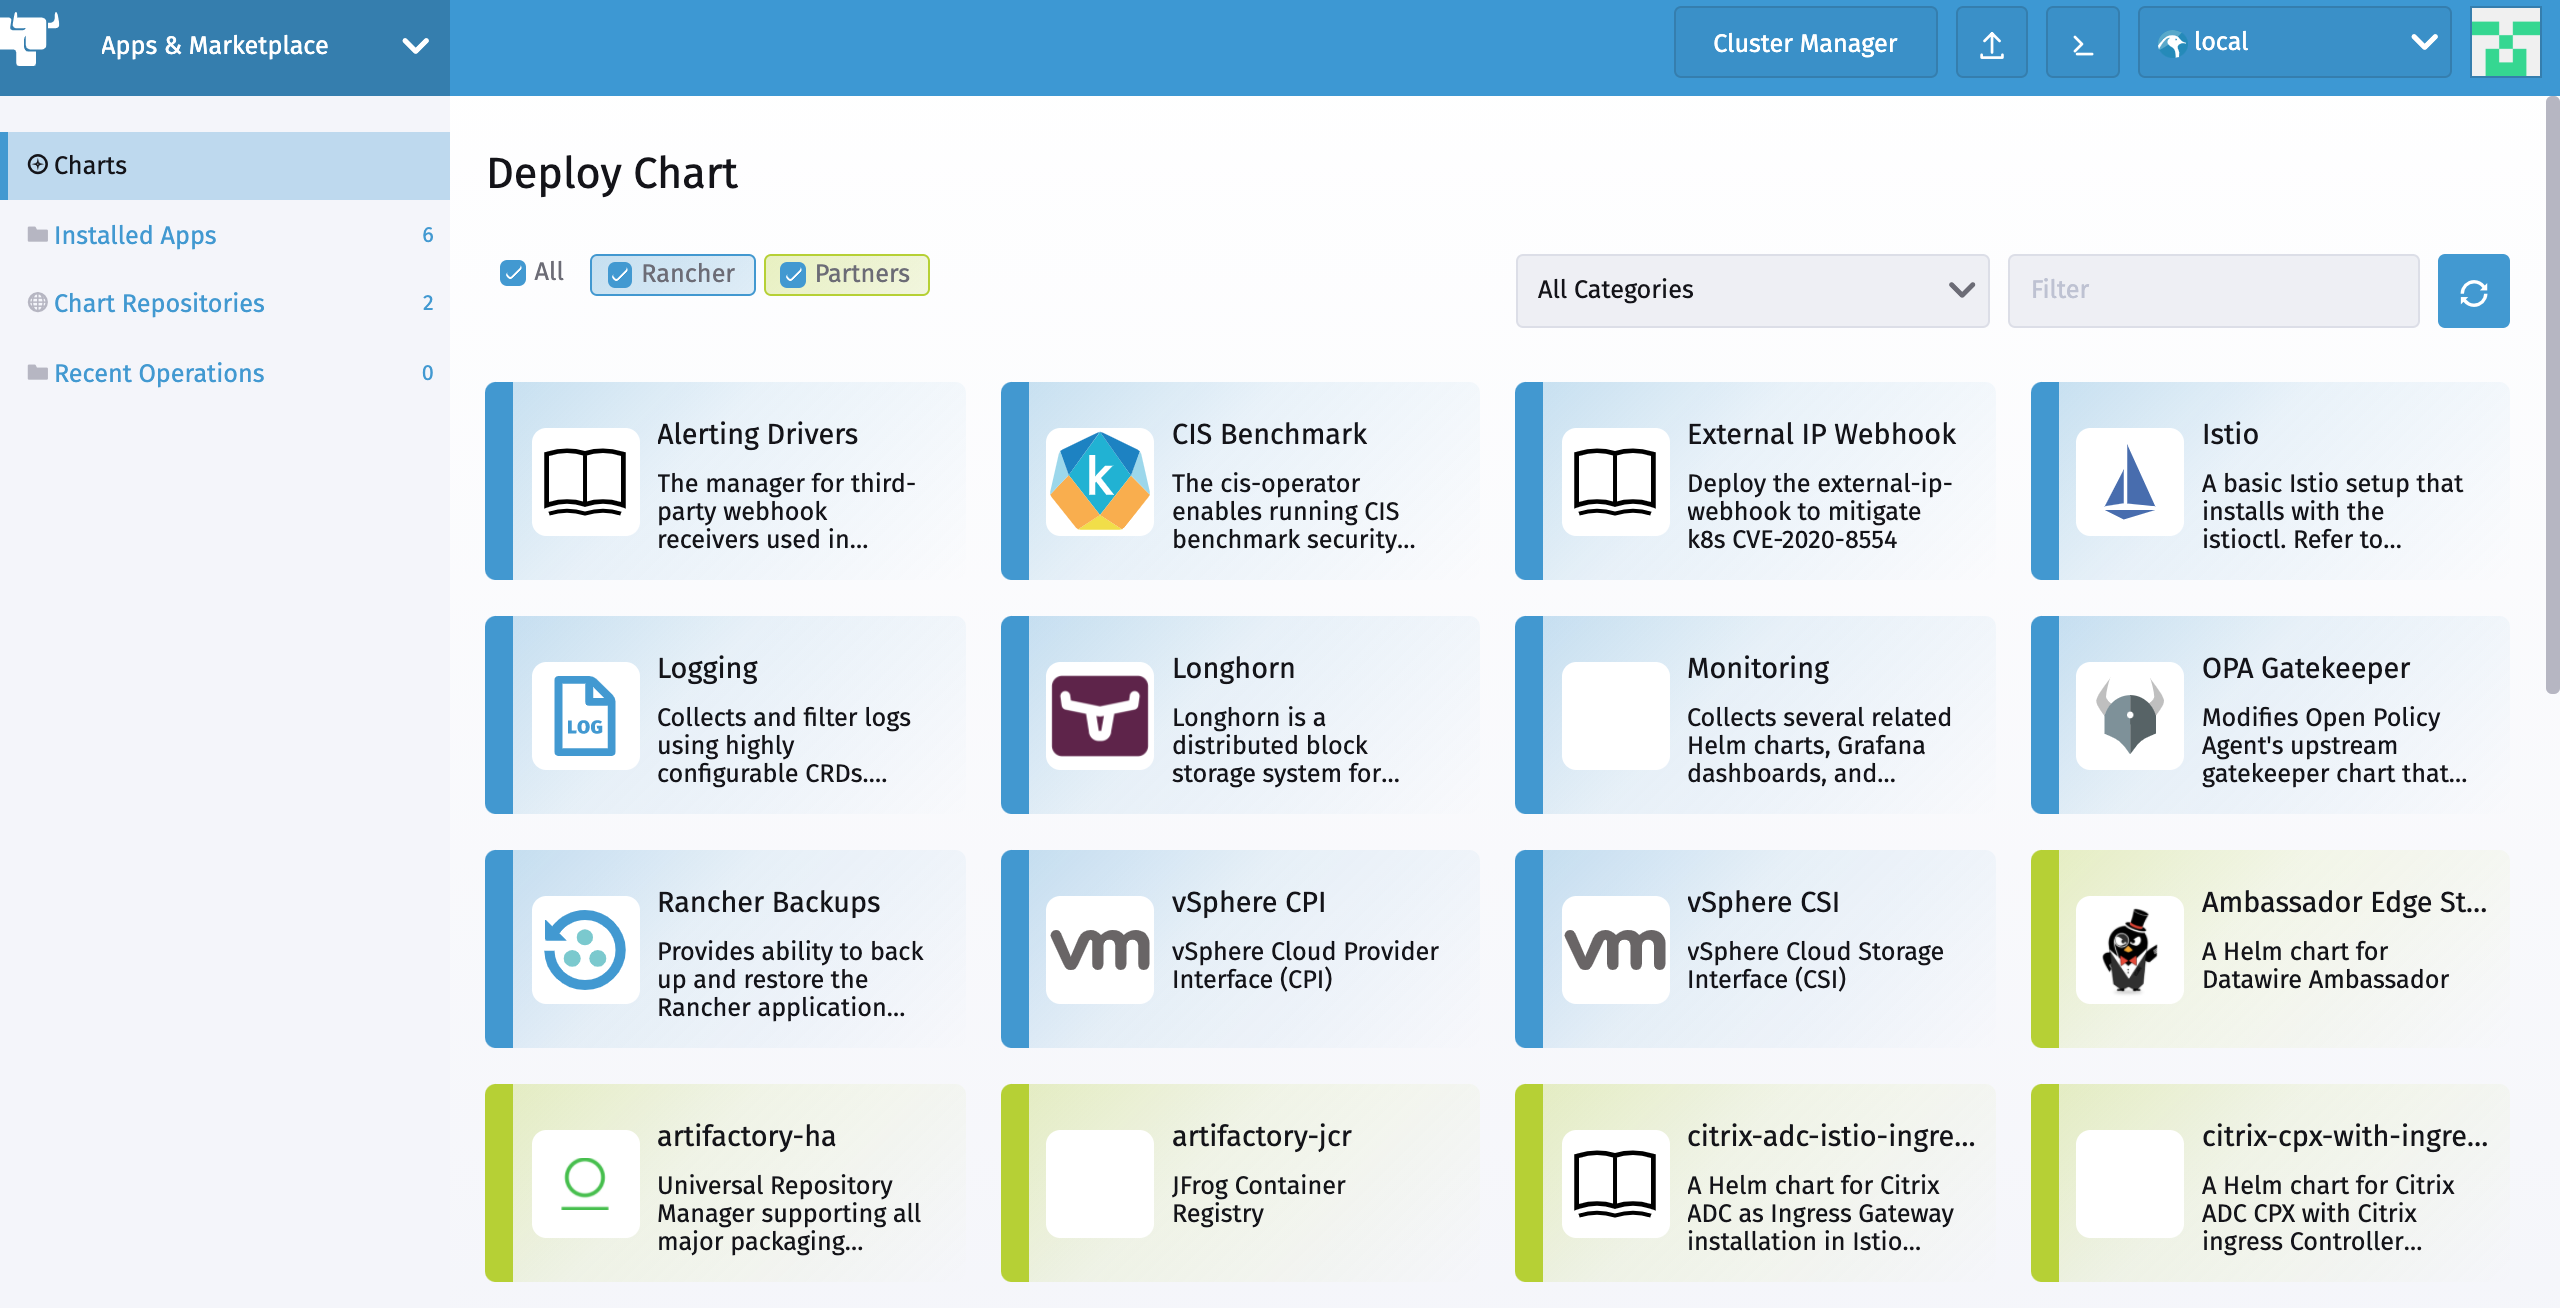 Apps & Marketplace
Cluster Manager
local
Charts
Installed Apps 6
Chart Repositories 2
Recent Operations 0
Deploy Chart
All
Rancher
Partners
All Categories
Filter
Alerting Drivers
The manager for third-
party webhook
receivers used in...
CIS Benchmark
The cis-operator
enables running CIS
benchmark security...
External IP Webhook
Deploy the external-ip-
webhook to mitigate
k8s CVE-2020-8554
Istio
A basic Istio setup that
installs with the
istioctl. Refer to...
LOG
Logging
Collects and filter logs
using highly
configurable CRDs....
Longhorn
Longhorn is a
distributed block
storage system for...
Monitoring
Collects several related
Helm charts, Grafana
dashboards, and...
OPA Gatekeeper
Modifies Open Policy
Agent's upstream
gatekeeper chart that...
Rancher Backups
Provides ability to back
up and restore the
Rancher application...
vm
vSphere CPI
vSphere Cloud Provider
Interface (CPI)
vm
vSphere CSI
vSphere Cloud Storage
Interface (CSI)
Ambassador Edge St...
A Helm chart for
Datawire Ambassador
artifactory-ha
Universal Repository
Manager supporting all
major packaging...
artifactory-jcr
JFrog Container
Registry
citrix-adc-istio-ingre...
A Helm chart for Citrix
ADC as Ingress Gateway
installation in Istio...
citrix-cpx-with-ingre...
A Helm chart for Citrix
ADC CPX with Citrix
ingress Controller...